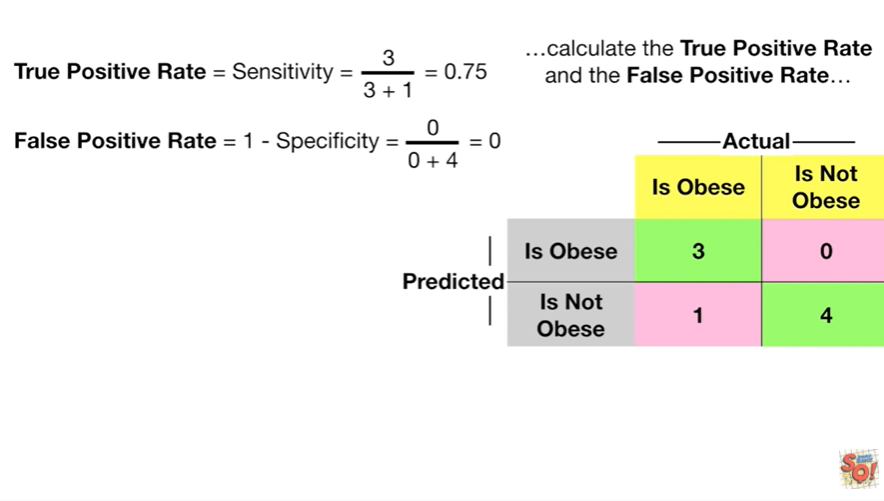 True Positive Rate = Sensitivity = 3 / 3 + 1 = 0.75
…calculate the True Positive Rate
and the False Positive Rate…
False Positive Rate = 1 - Specificity = 0 / 0 + 4 = 0
Actual
Is Obese
Is Not
Obese
Predicted
Is Obese
3
0
Is Not
Obese
1
4
SQ!